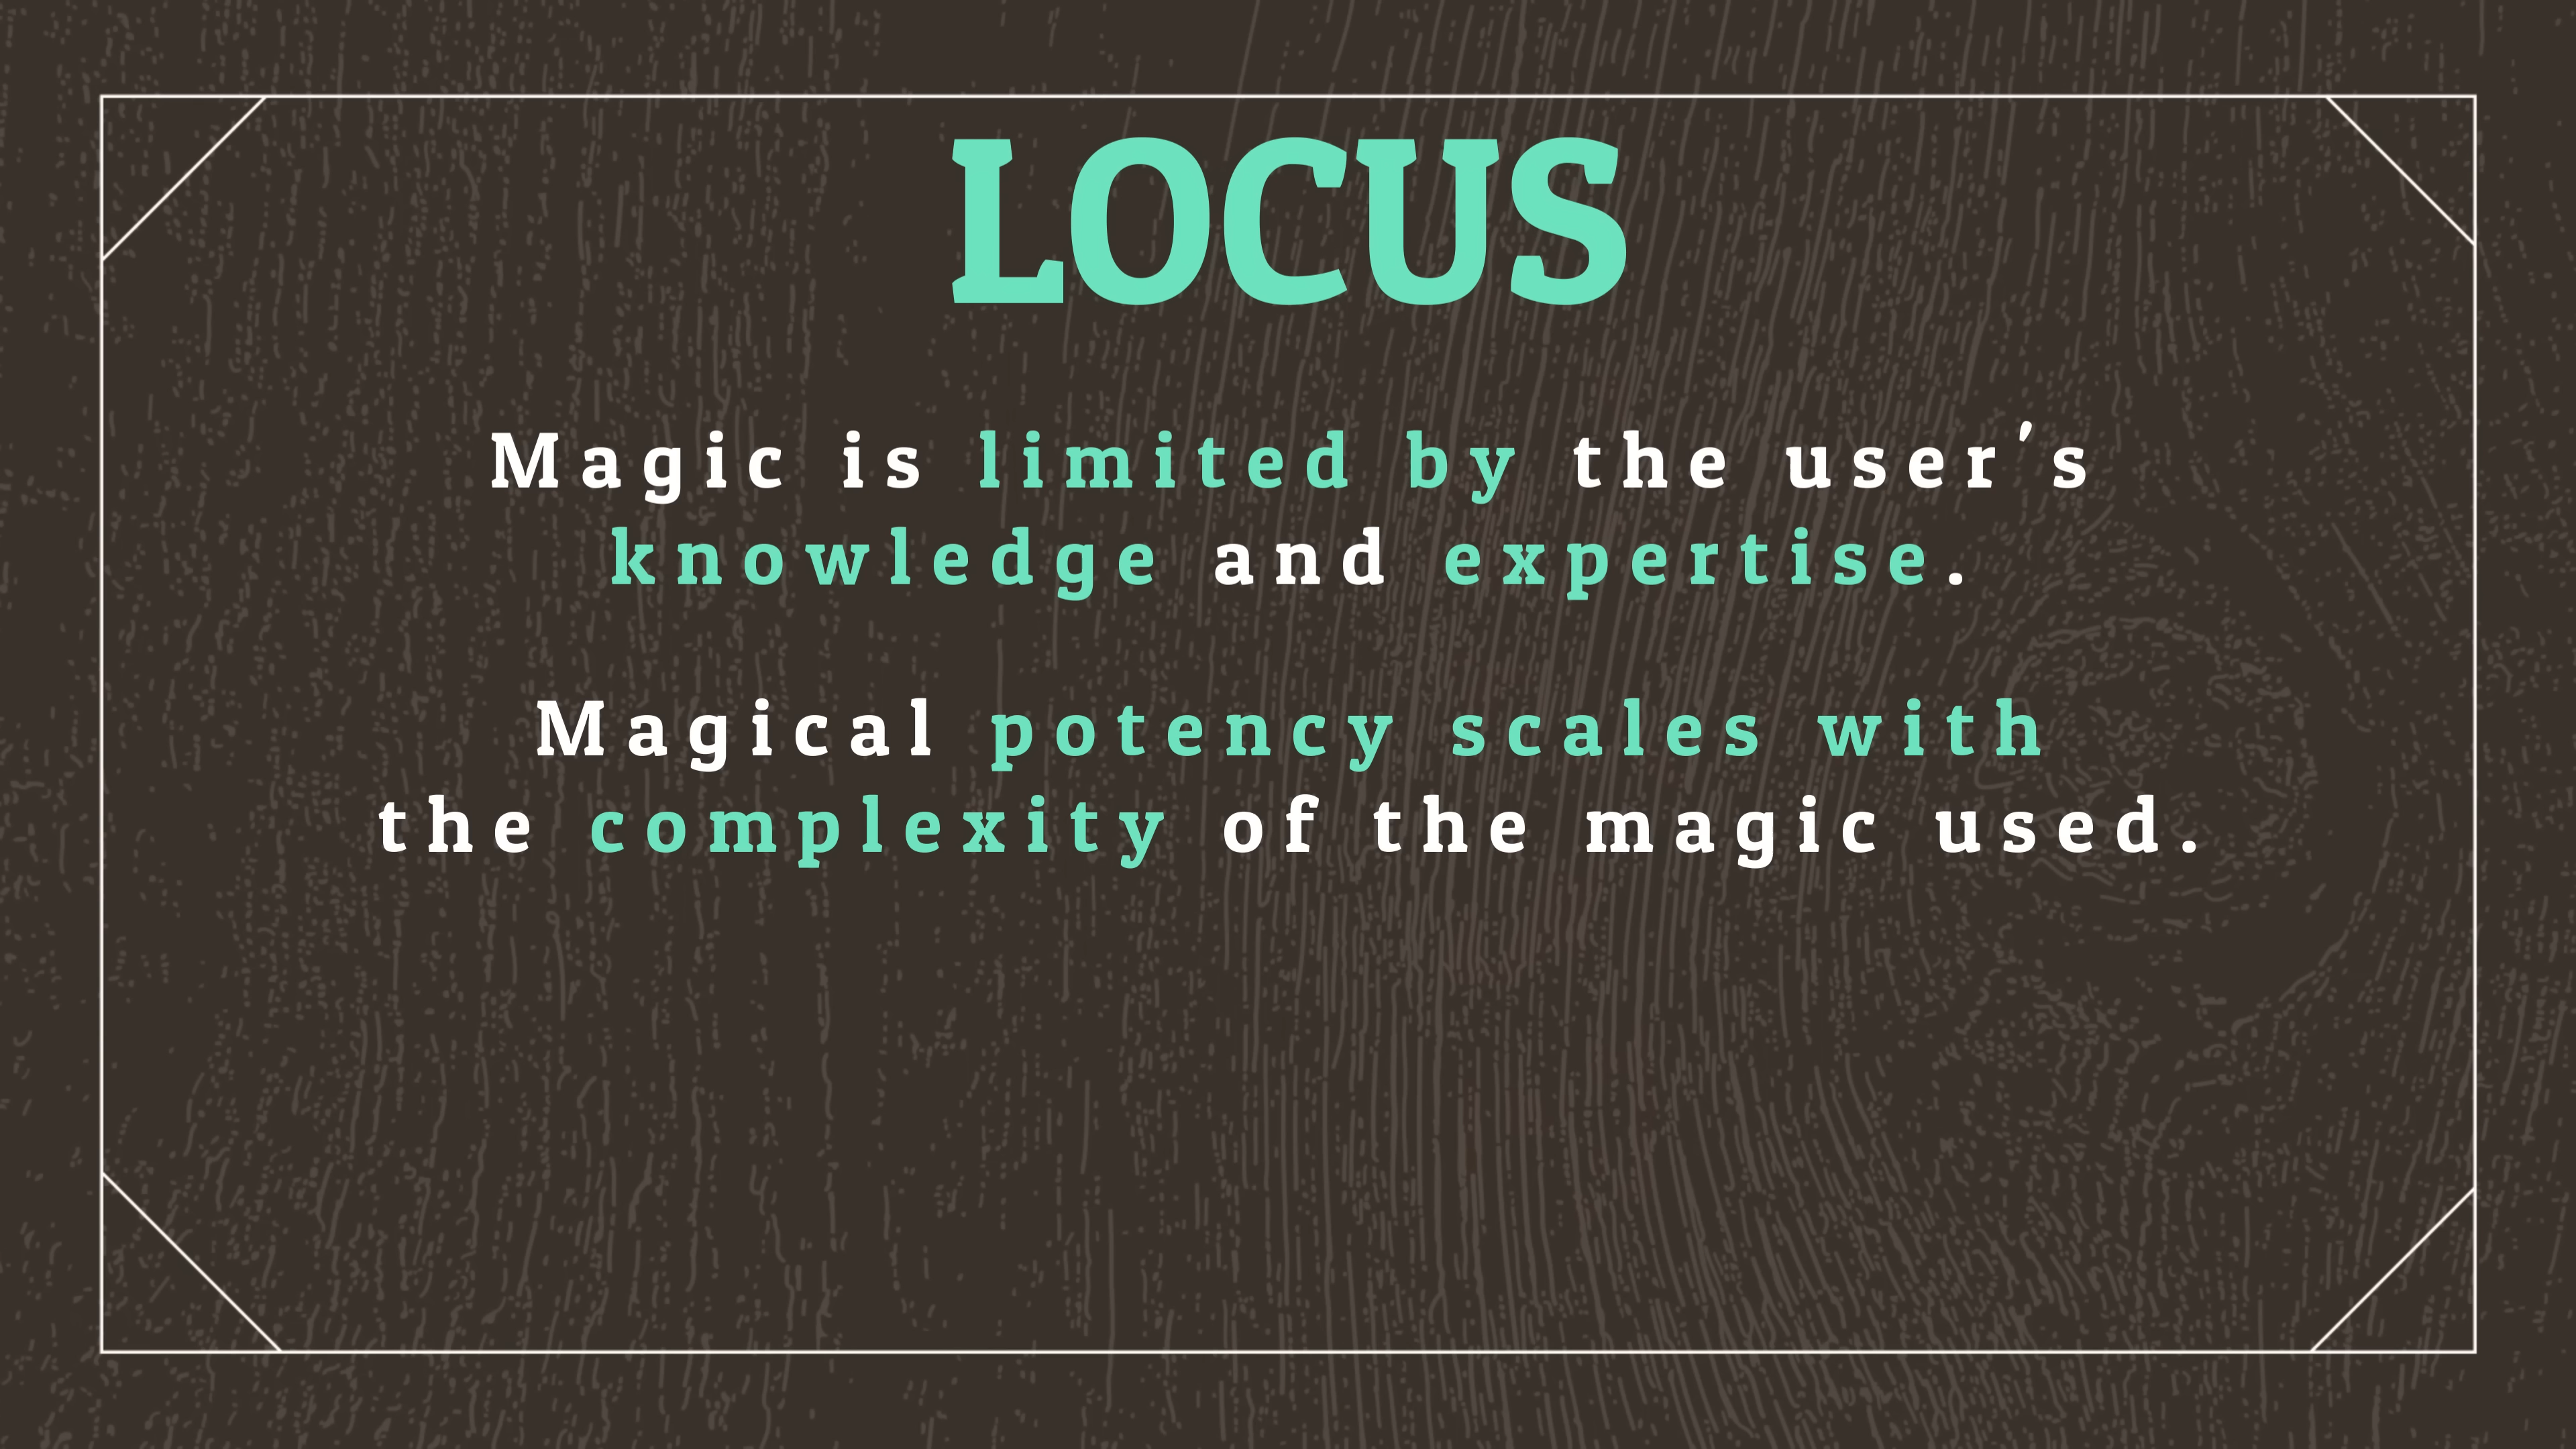 LOCUS
Magic is limited by the user's
knowledge and expertise.
Magical potency scales with
the complexity of the magic used.